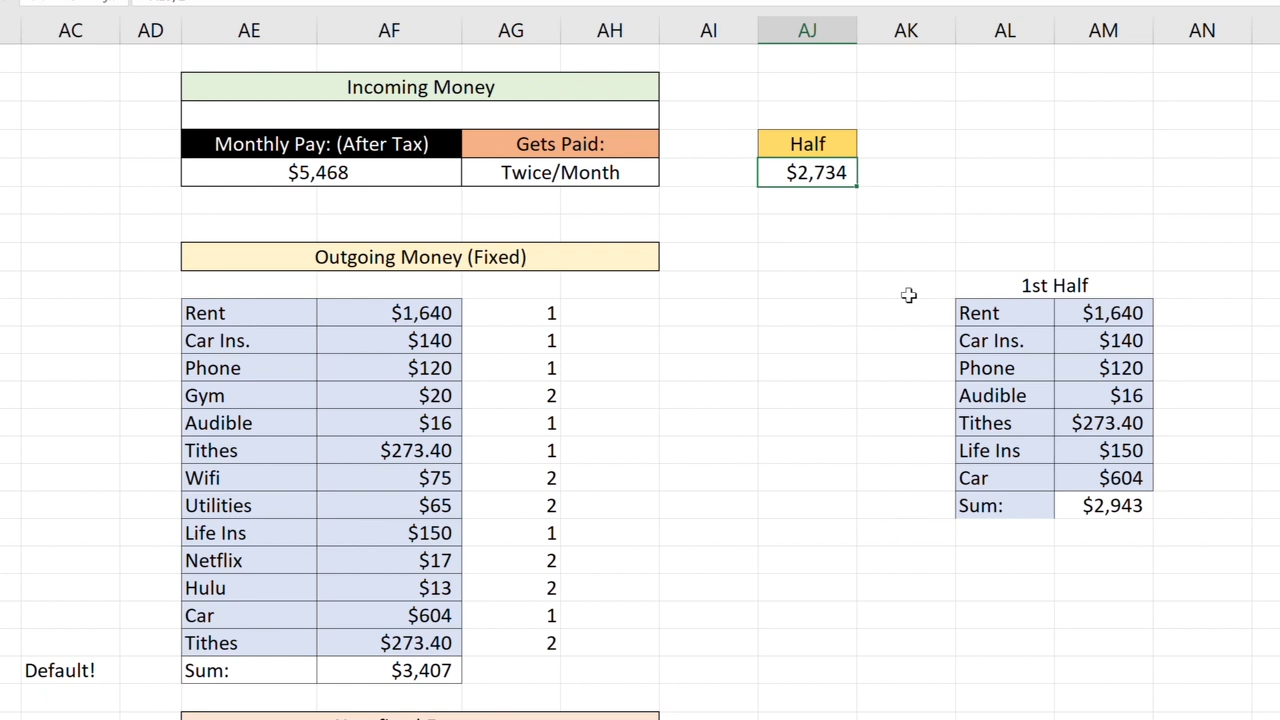 AC AD AE AF AG AH AI AJ AK AL AM AN
Incoming Money
Monthly Pay: (After Tax) Gets Paid: Half
$5,468 Twice/Month $2,734
Outgoing Money (Fixed)
1st Half
Rent $1,640 1 Rent $1,640
Car Ins. $140 1 Car Ins. $140
Phone $120 1 Phone $120
Gym $20 2 Audible $16
Audible $16 1 Tithes $273.40
Tithes $273.40 1 Life Ins $150
Wifi $75 2 Car $604
Utilities $65 2 Sum: $2,943
Life Ins $150 1
Netflix $17 2
Hulu $13 2
Car $604 1
Tithes $273.40 2
Default! Sum: $3,407